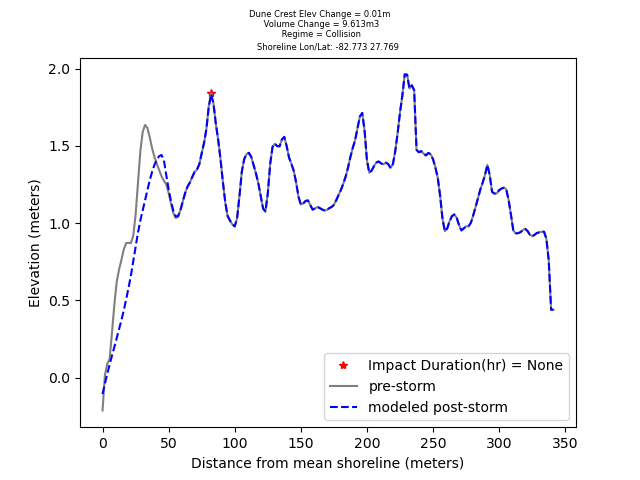 Dune Crest Elev Change = 0.01m
Volume Change = 9.613m3
Regime = Collision
Shoreline Lon/Lat: -82.773 27.769
2.0
1.5
1.0
0.5
0.0
Elevation (meters)
Impact Duration(hr) = None
pre-storm
modeled post-storm
0 50 100 150 200 250 300 350
Distance from mean shoreline (meters)